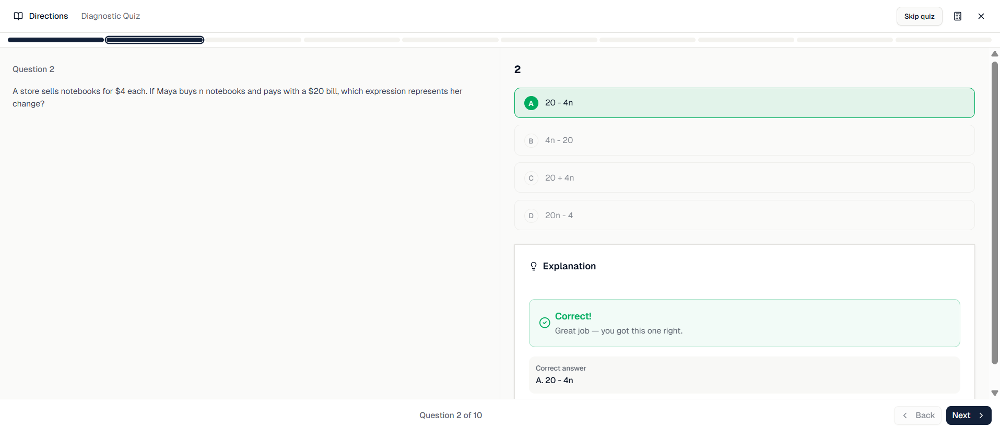 Directions
Diagnostic Quiz
Skip quiz
Question 2
A store sells notebooks for $4 each. If Maya buys n notebooks and pays with a $20 bill, which expression represents her
change?
2
A 20 - 4n
B 4n - 20
C 20 + 4n
D 20n - 4
Explanation
Correct!
Great job — you got this one right.
Correct answer
A. 20 - 4n
Question 2 of 10
Back
Next